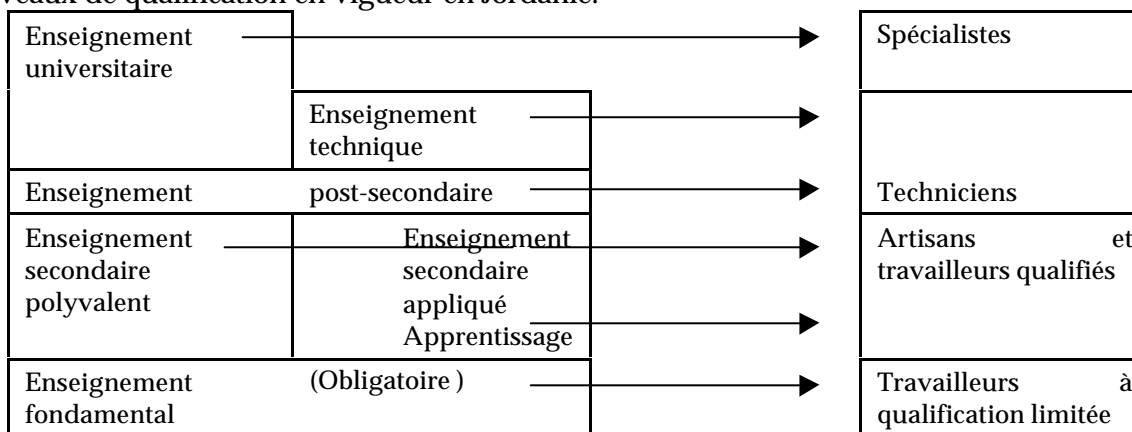 veaux de qualification en vigueur en Jordanie.
Enseignement
universitaire
Spécialistes
Enseignement
technique
Enseignement post-secondaire
Techniciens
Enseignement
secondaire
polyvalent
Enseignement
secondaire
appliqué
Apprentissage
Artisans et
travailleurs qualifiés
Enseignement (Obligatoire )
fondamental
Travailleurs à
qualification limitée